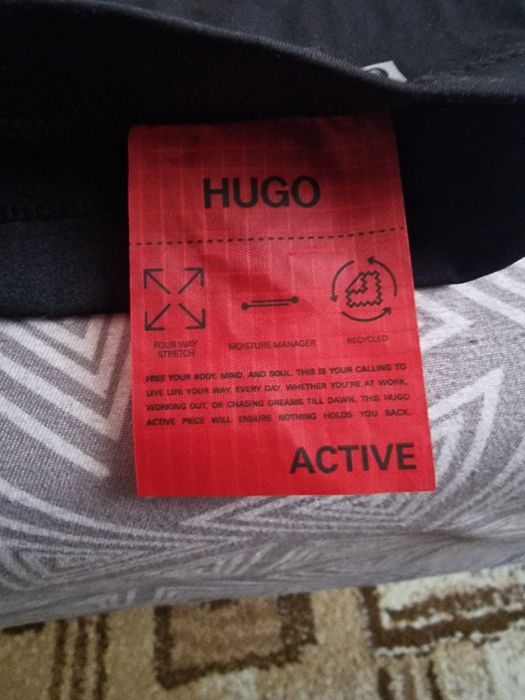 HUGO
FOUR WAY
STRETCH
MOISTURE MANAGER
RECYCLED
FREE YOUR BODY, MIND, AND SOUL. THIS IS YOUR CALLING TO
LIVE LIFE YOUR WAY, EVERY DAY. WHETHER YOU'RE AT WORK,
WORKING OUT, OR CHASING DREAMS TILL DAWN. THIS HUGO
ACTIVE PIECE WILL ENSURE NOTHING HOLDS YOU BACK.
ACTIVE